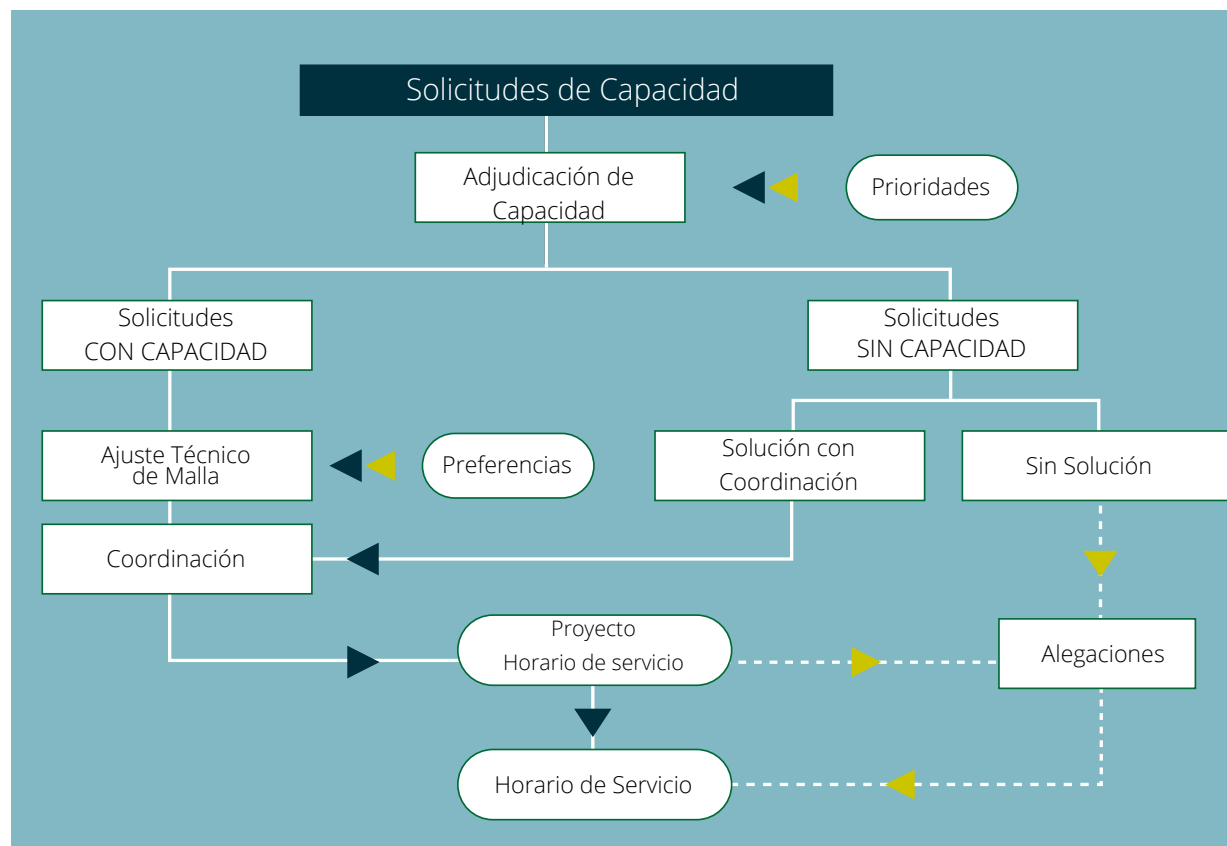 Solicitudes de Capacidad
Adjudicación de
Capacidad
Prioridades
Solicitudes
CON CAPACIDAD
Solicitudes
SIN CAPACIDAD
Ajuste Técnico
de Malla
Preferencias
Solución con
Coordinación
Sin Solución
Coordinación
Proyecto
Horario de servicio
Alegaciones
Horario de Servicio